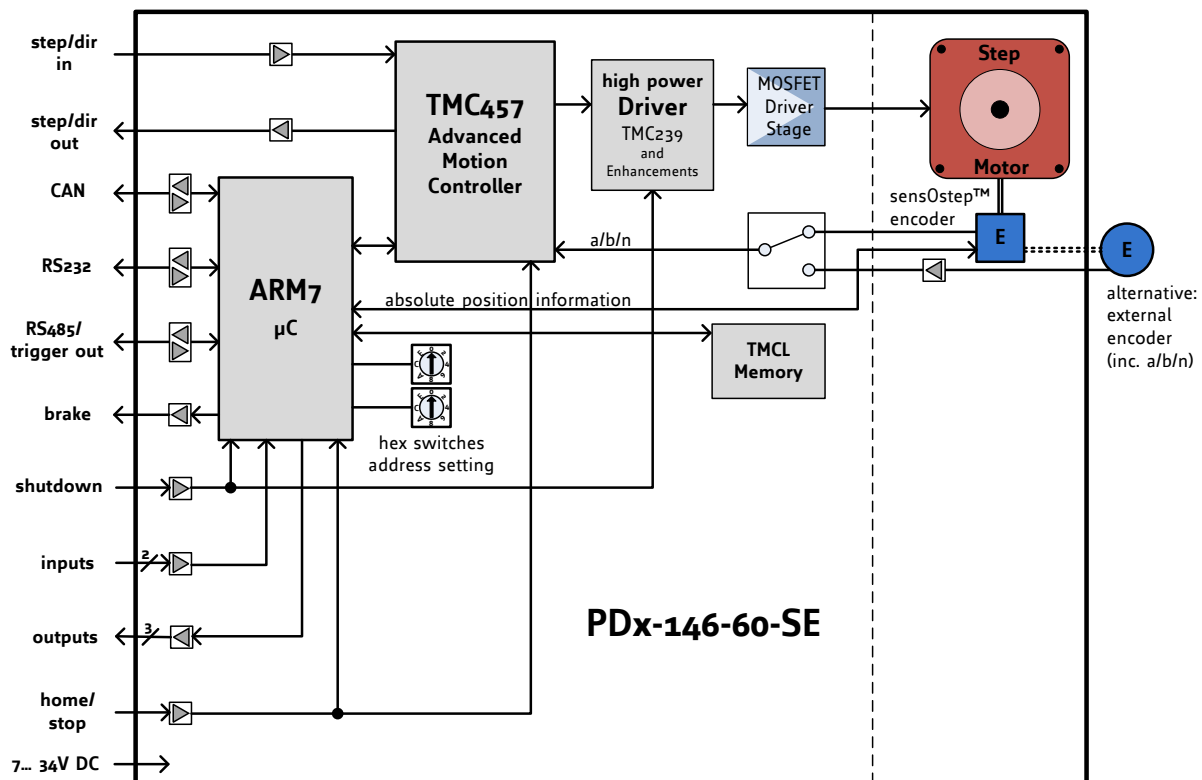 step/dir
in
step/dir
out
CAN
RS232
RS485/
trigger out
brake
shutdown
inputs
outputs
home/
stop
7... 34V DC
2
3
TMC457
Advanced
Motion
Controller
ARM7
µC
high power
Driver
TMC239
and
Enhancements
MOSFET
Driver
Stage
Step
Motor
sensOstep™
encoder
E
E
alternative:
external
encoder
(inc. a/b/n)
a/b/n
absolute position information
TMCL
Memory
hex switches
address setting
PDx-146-60-SE